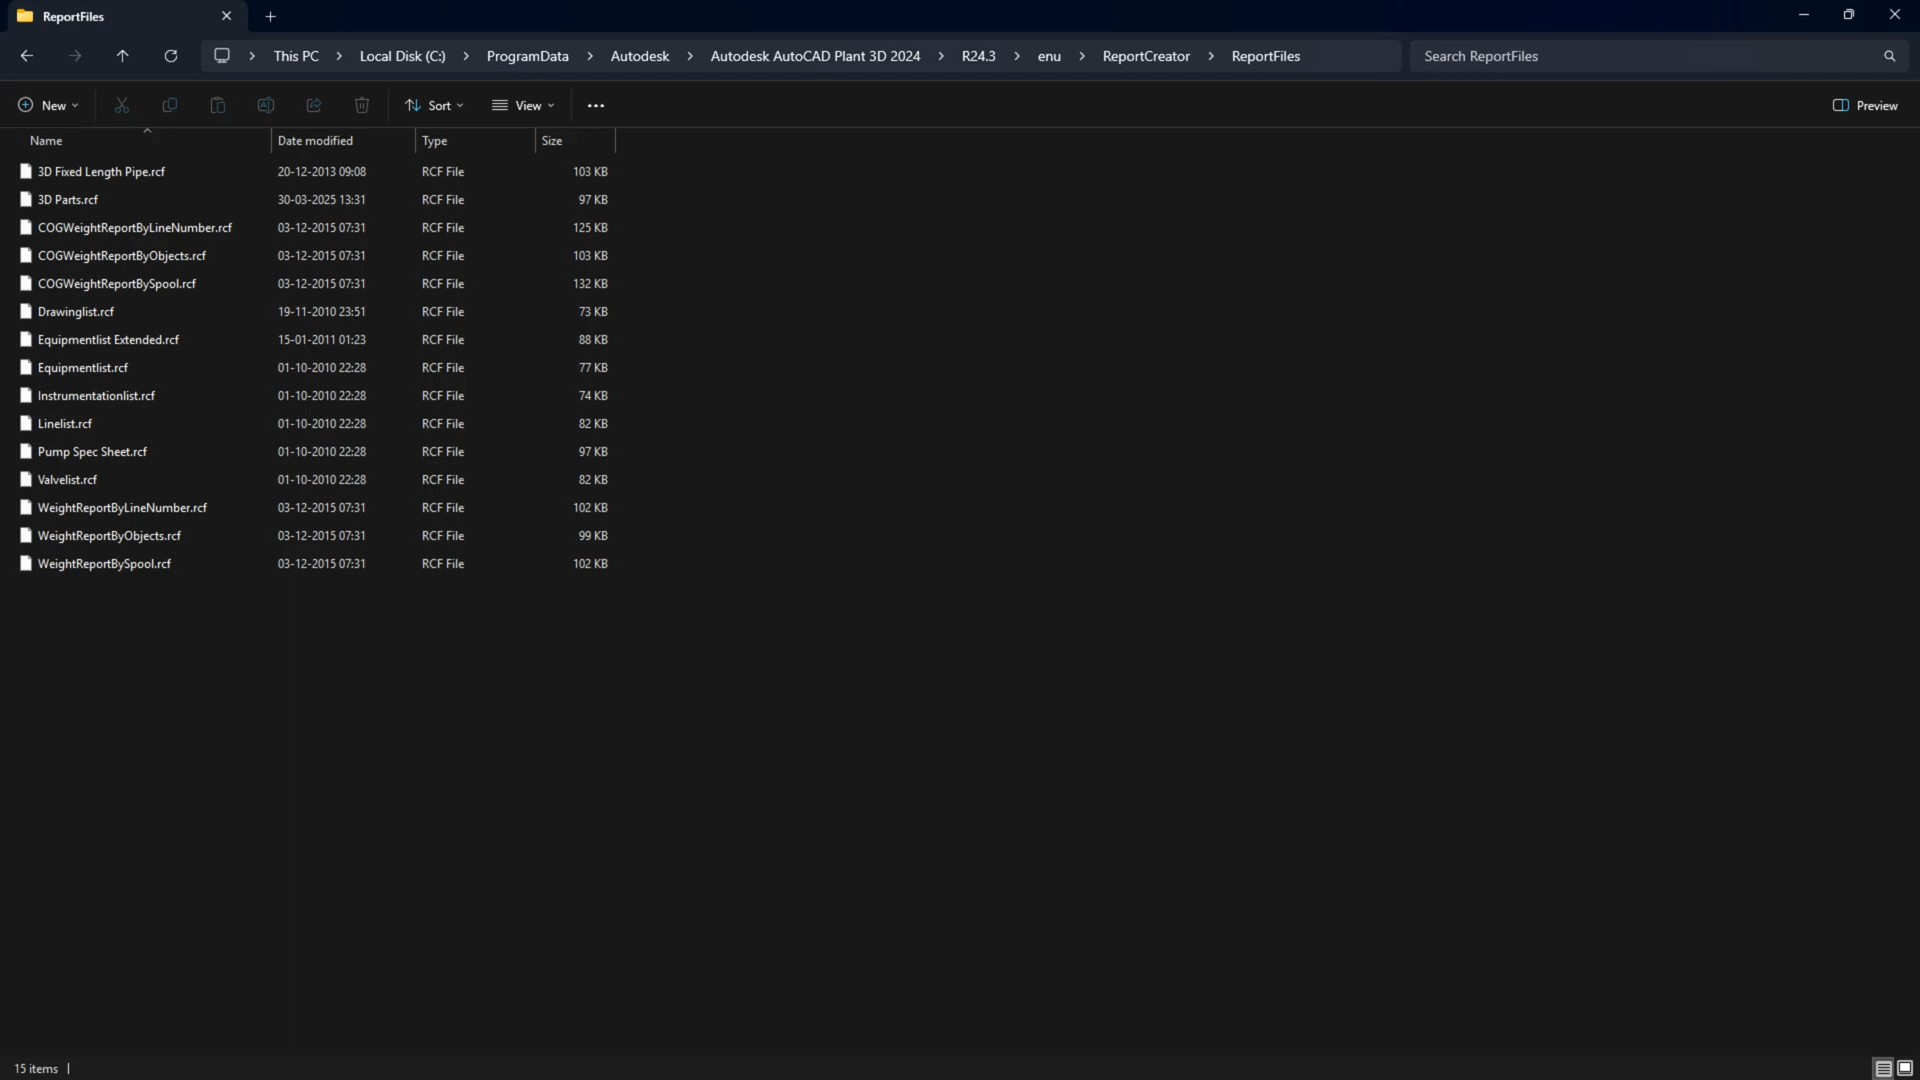 ReportFiles
This PC > Local Disk (C:) > ProgramData > Autodesk > Autodesk AutoCAD Plant 3D 2024 > R24.3 > enu > ReportCreator > ReportFiles
Search ReportFiles
New Sort View Preview
Name Date modified Type Size
3D Fixed Length Pipe.rcf 20-12-2013 09:08 RCF File 103 KB
3D Parts.rcf 30-03-2025 13:31 RCF File 97 KB
COGWeightReportByLineNumber.rcf 03-12-2015 07:31 RCF File 125 KB
COGWeightReportByObjects.rcf 03-12-2015 07:31 RCF File 103 KB
COGWeightReportBySpool.rcf 03-12-2015 07:31 RCF File 132 KB
Drawinglist.rcf 19-11-2010 23:51 RCF File 73 KB
Equipmentlist Extended.rcf 15-01-2011 01:23 RCF File 88 KB
Equipmentlist.rcf 01-10-2010 22:28 RCF File 77 KB
Instrumentationlist.rcf 01-10-2010 22:28 RCF File 74 KB
Linelist.rcf 01-10-2010 22:28 RCF File 82 KB
Pump Spec Sheet.rcf 01-10-2010 22:28 RCF File 97 KB
Valvelist.rcf 01-10-2010 22:28 RCF File 82 KB
WeightReportByLineNumber.rcf 03-12-2015 07:31 RCF File 102 KB
WeightReportByObjects.rcf 03-12-2015 07:31 RCF File 99 KB
WeightReportBySpool.rcf 03-12-2015 07:31 RCF File 102 KB
15 items